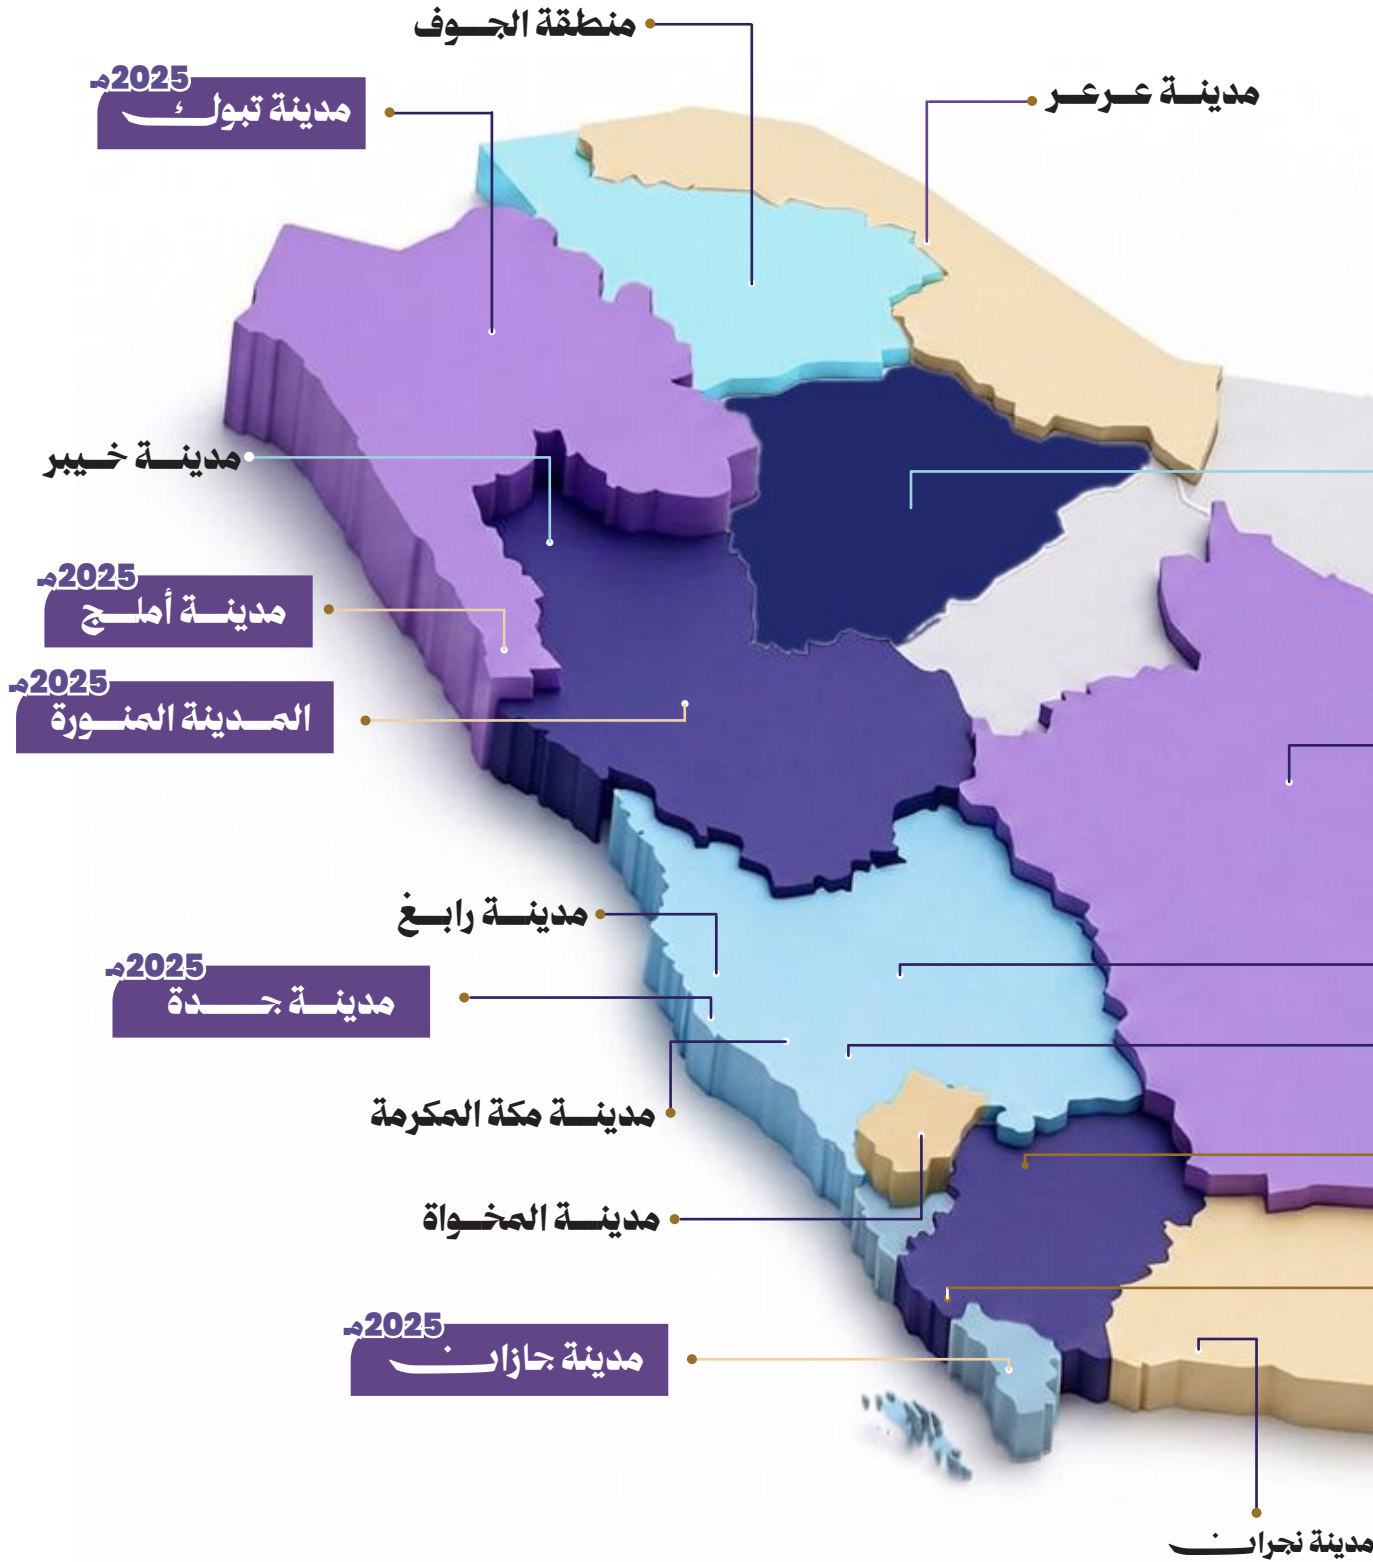 منطقة الجوف
مدينة عرعر
2025م
مدينة تبوك
مدينة خيبر
2025م
مدينة أملج
2025م
المدينة المنورة
مدينة رابغ
2025م
مدينة جدة
مدينة مكة المكرمة
مدينة المخواة
2025م
مدينة جازان
مدينة نجران